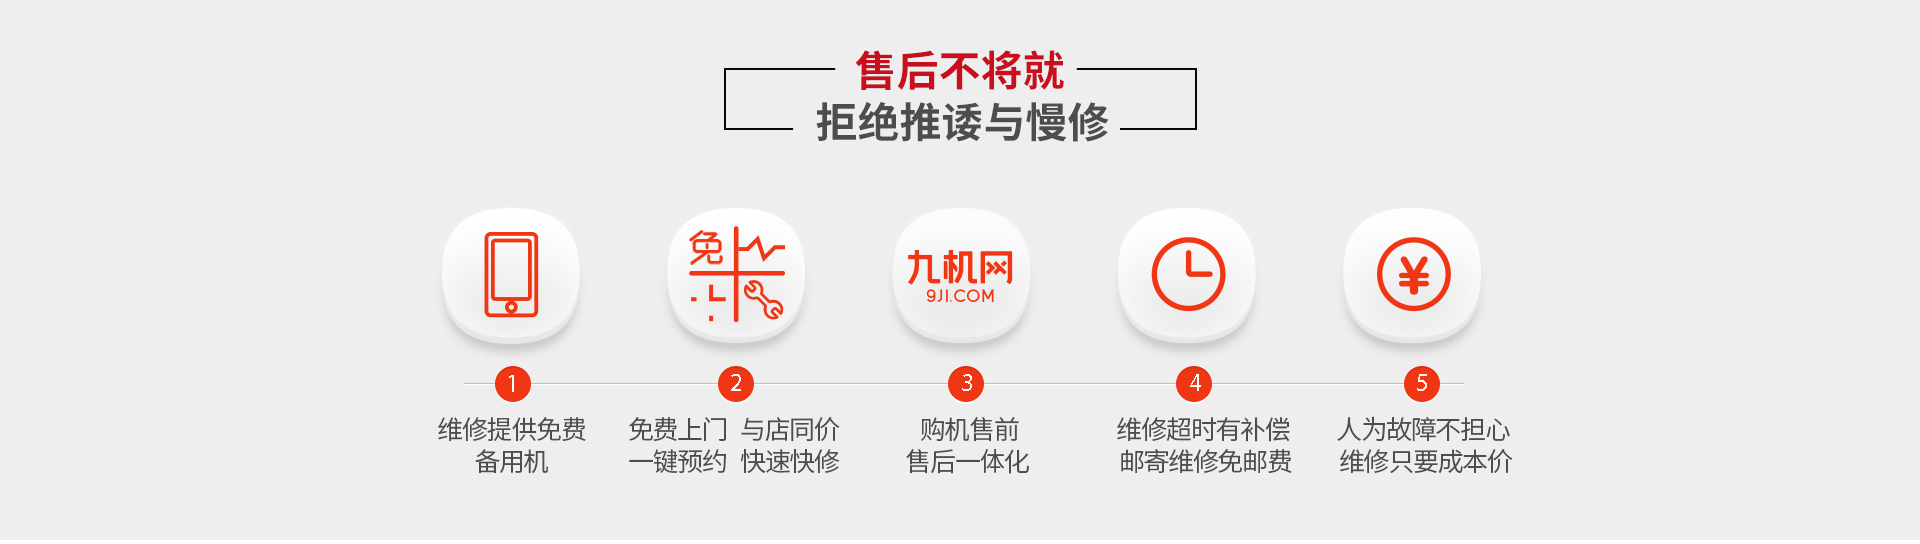 售后不将就
拒绝推诿与慢修
免
九机网
9JI.COM
¥
1
2
3
4
5
维修提供免费
备用机
免费上门 与店同价
一键预约 快速快修
购机售前
售后一体化
维修超时有补偿
邮寄维修免邮费
人为故障不担心
维修只要成本价